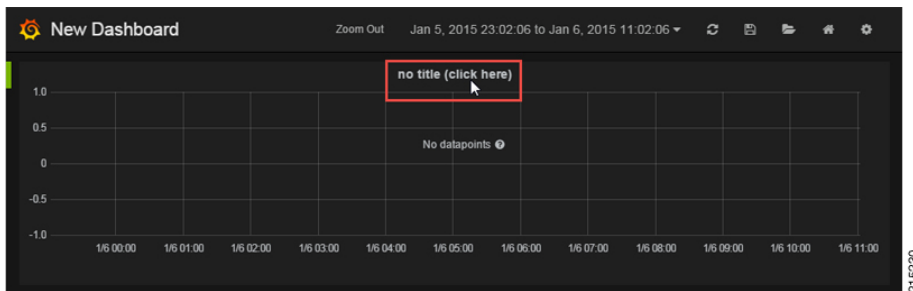 New Dashboard
Zoom Out Jan 5, 2015 23:02:06 to Jan 6, 2015 11:02:06
no title (click here)
1.0
0.5
No datapoints
0
-0.5
-1.0
1/6 00:00 1/6 01:00 1/6 02:00 1/6 03:00 1/6 04:00 1/6 05:00 1/6 06:00 1/6 07:00 1/6 08:00 1/6 09:00 1/6 10:00 1/6 11:00